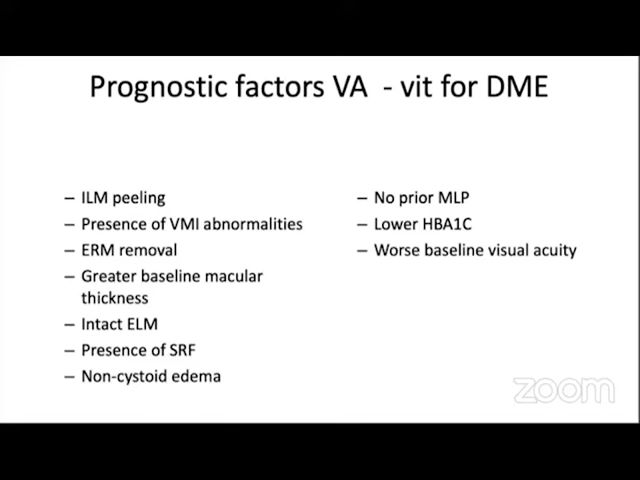 Prognostic factors VA - vit for DME
– ILM peeling
– Presence of VMI abnormalities
– ERM removal
– Greater baseline macular
thickness
– Intact ELM
– Presence of SRF
– Non-cystoid edema
– No prior MLP
– Lower HBA1C
– Worse baseline visual acuity
zoom